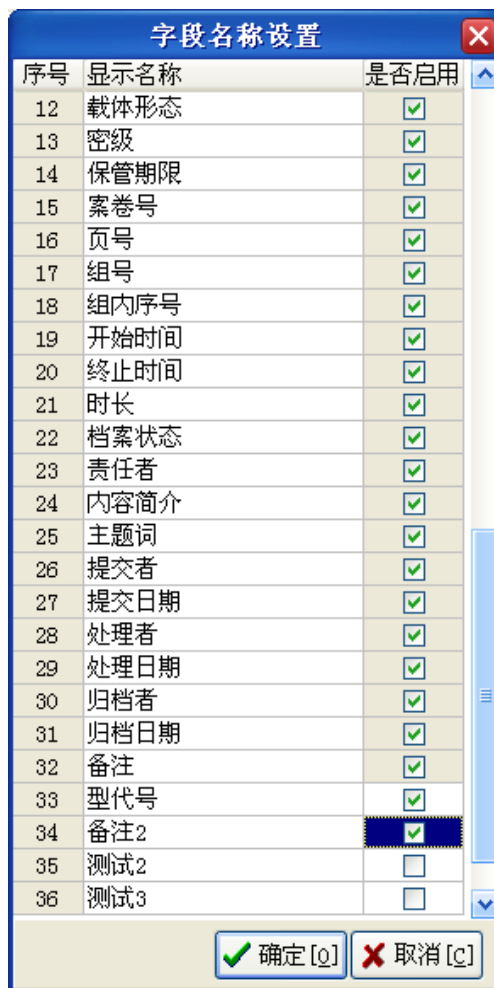 字段名称设置
序号 显示名称 是否启用
12 载体形态
13 密级
14 保管期限
15 案卷号
16 页号
17 组号
18 组内序号
19 开始时间
20 终止时间
21 时长
22 档案状态
23 责任者
24 内容简介
25 主题词
26 提交者
27 提交日期
28 处理者
29 处理日期
30 归档者
31 归档日期
32 备注
33 型代号
34 备注2
35 测试2
36 测试3
确定[O] 取消[C]